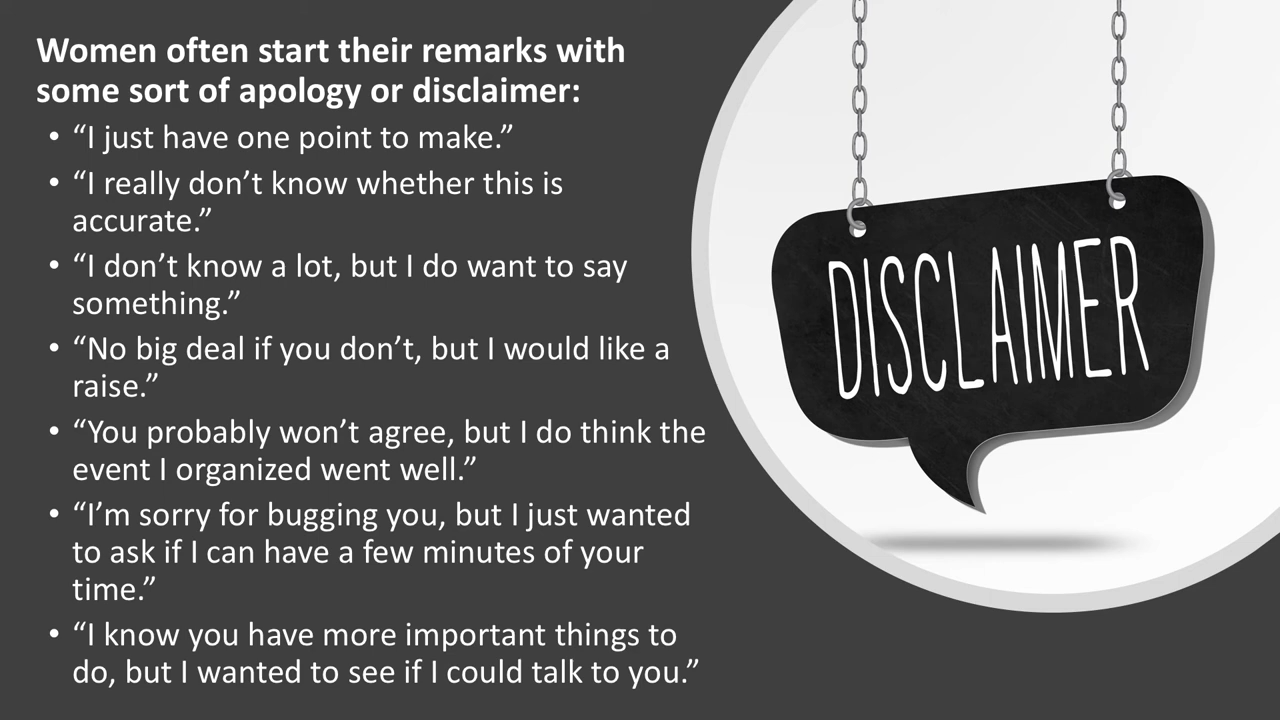 Women often start their remarks with
some sort of apology or disclaimer:
• “I just have one point to make.”
• “I really don’t know whether this is
accurate.”
• “I don’t know a lot, but I do want to say
something.”
• “No big deal if you don’t, but I would like a
raise.”
• “You probably won’t agree, but I do think the
event I organized went well.”
• “I’m sorry for bugging you, but I just wanted
to ask if I can have a few minutes of your
time.”
• “I know you have more important things to
do, but I wanted to see if I could talk to you.”
DISCLAIMER